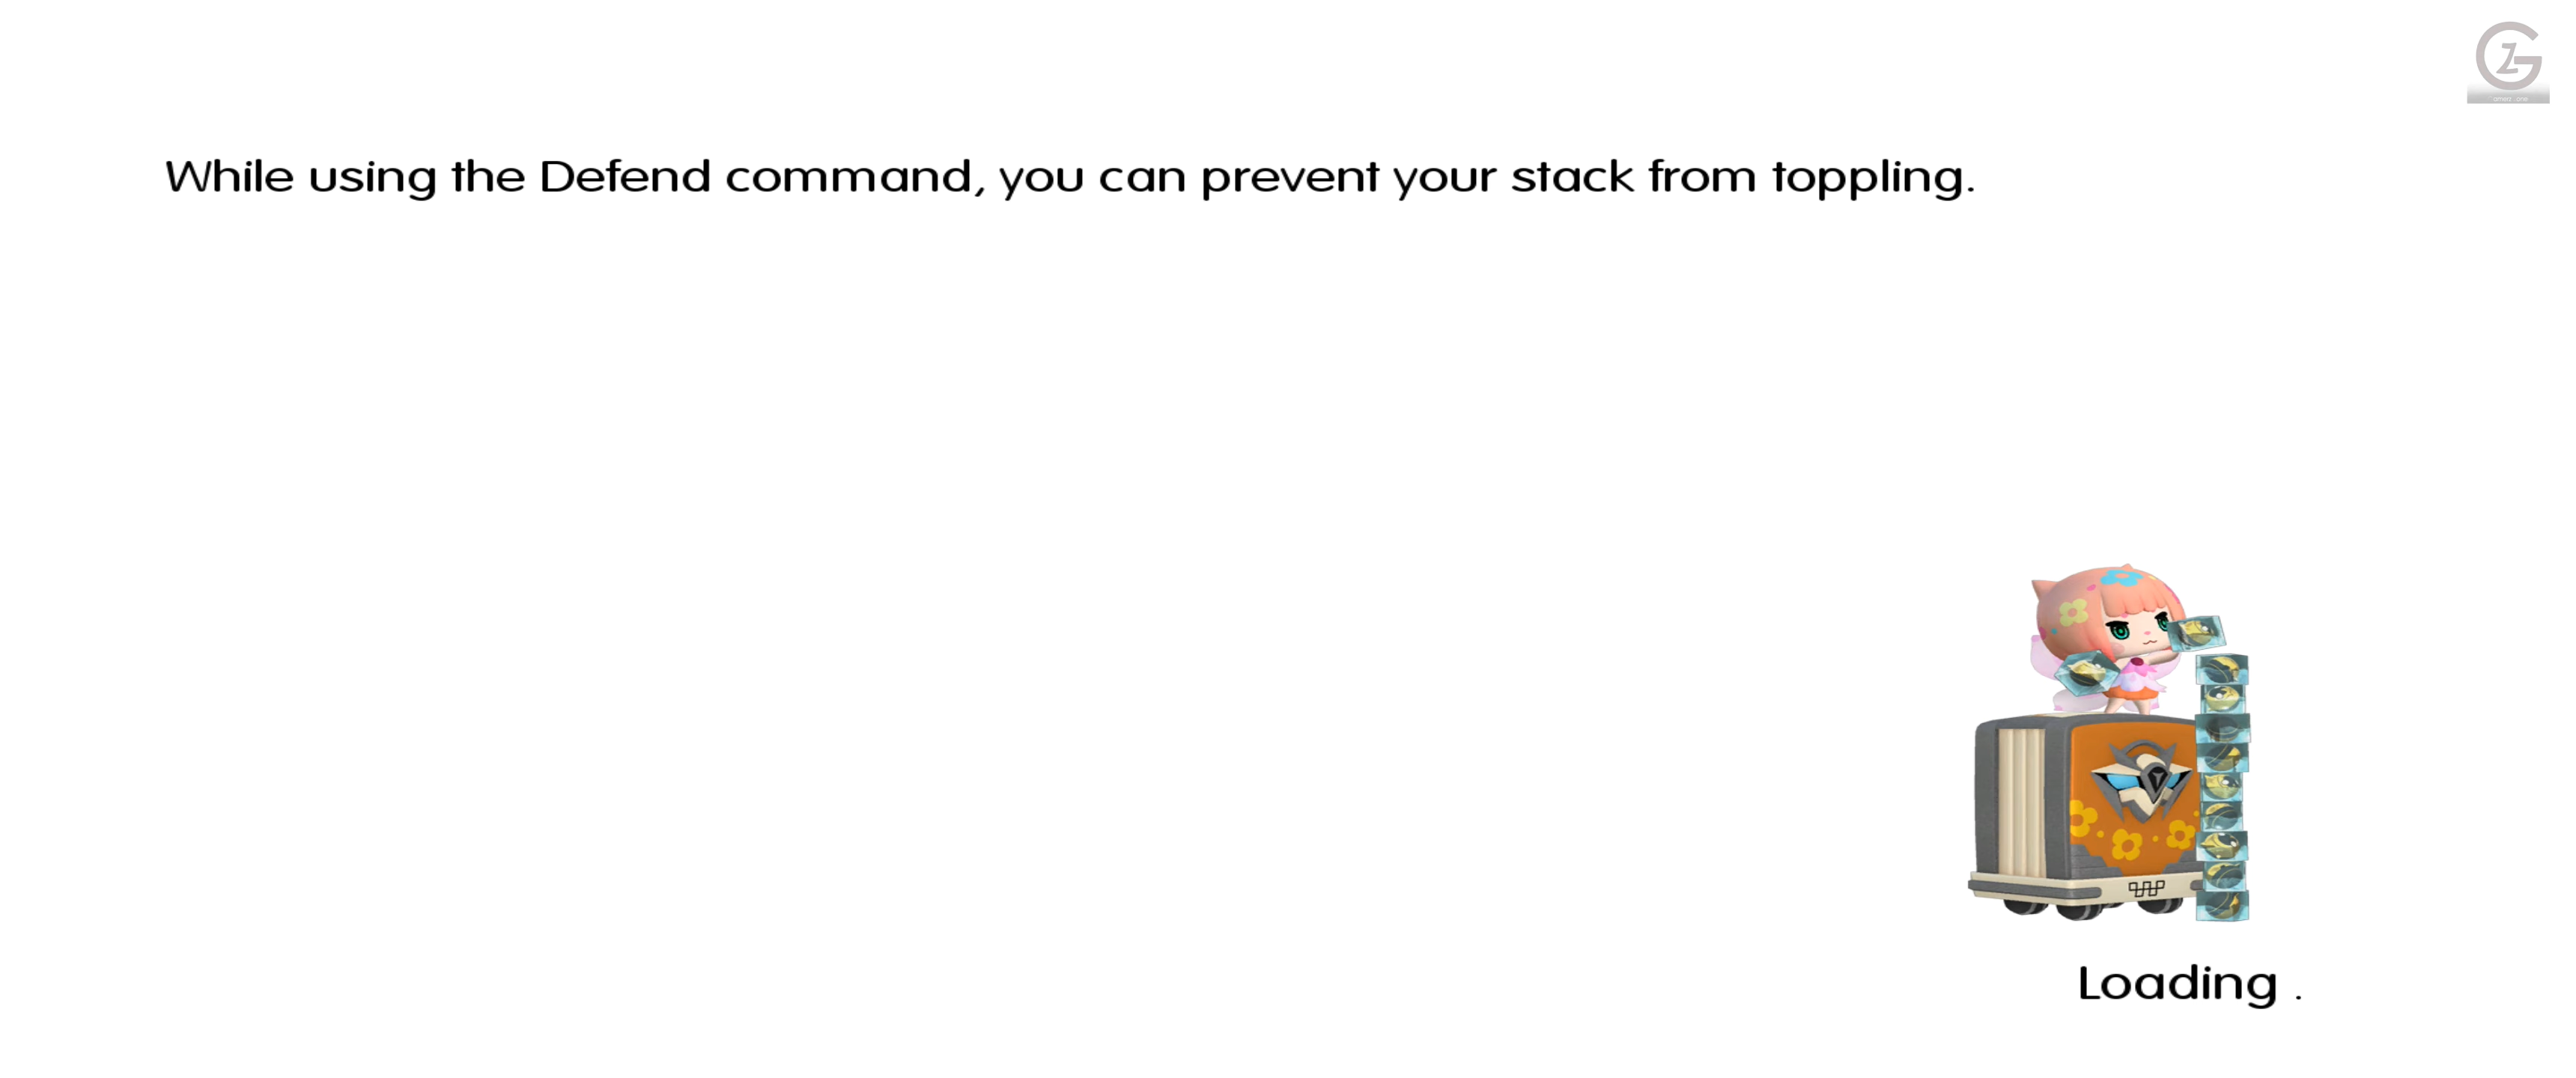 While using the Defend command, you can prevent your stack from toppling.
Loading .